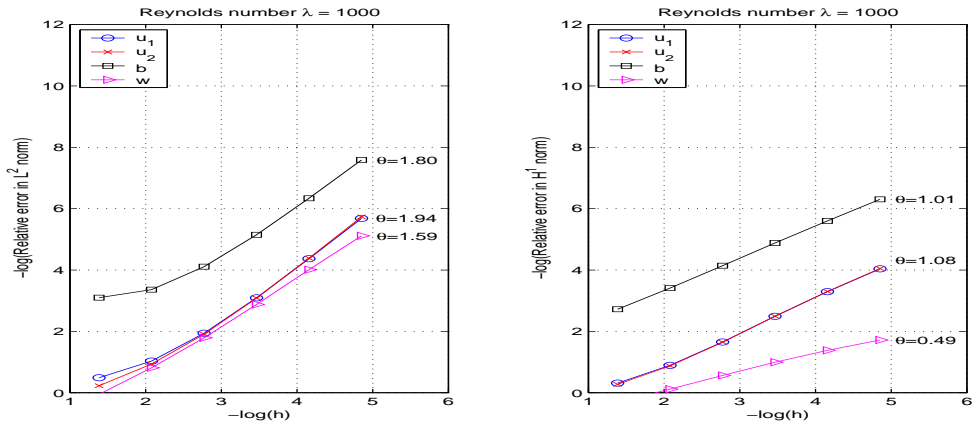 Reynolds number λ = 1000
u1
u2
b
w
−log(Relative error in L² norm)
12
10
8
6
4
2
0
θ=1.80
θ=1.94
θ=1.59
1 2 3 4 5 6
−log(h)
Reynolds number λ = 1000
u1
u2
b
w
−log(Relative error in H¹ norm)
12
10
8
6
4
2
0
θ=1.01
θ=1.08
θ=0.49
1 2 3 4 5 6
−log(h)